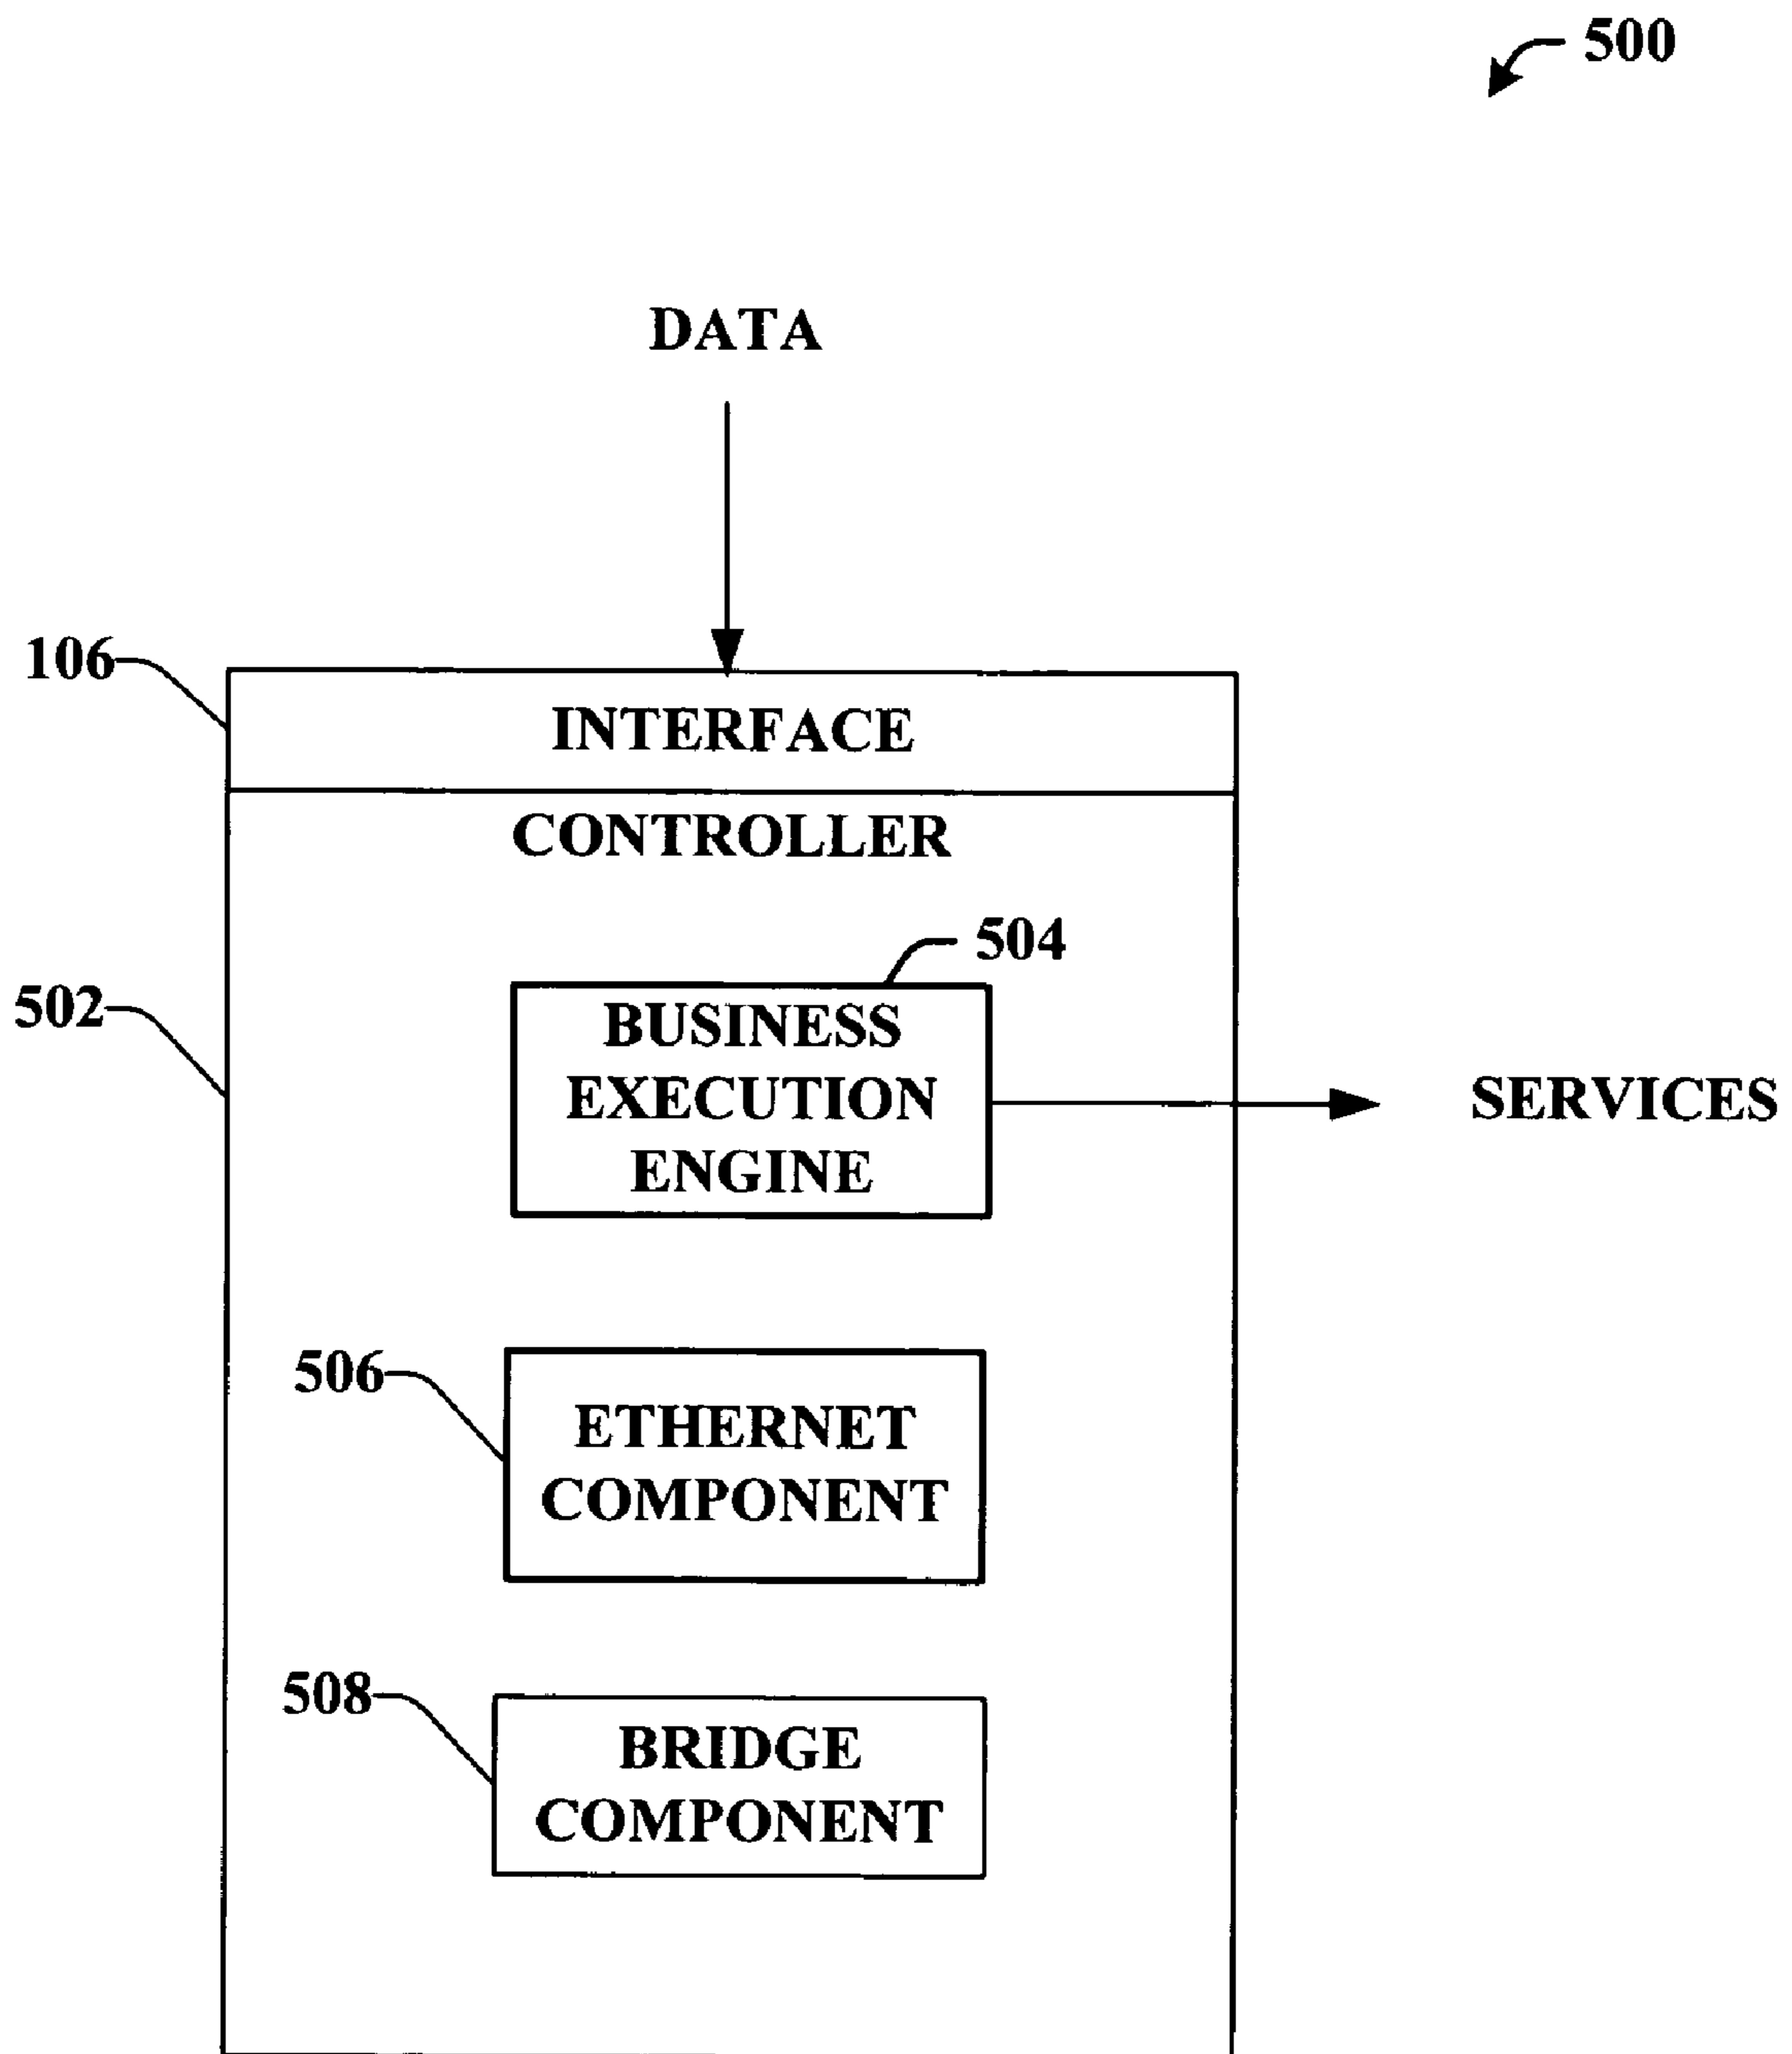 500
DATA
106
INTERFACE
CONTROLLER
504
502
BUSINESS
EXECUTION
ENGINE
SERVICES
506
ETHERNET
COMPONENT
508
BRIDGE
COMPONENT